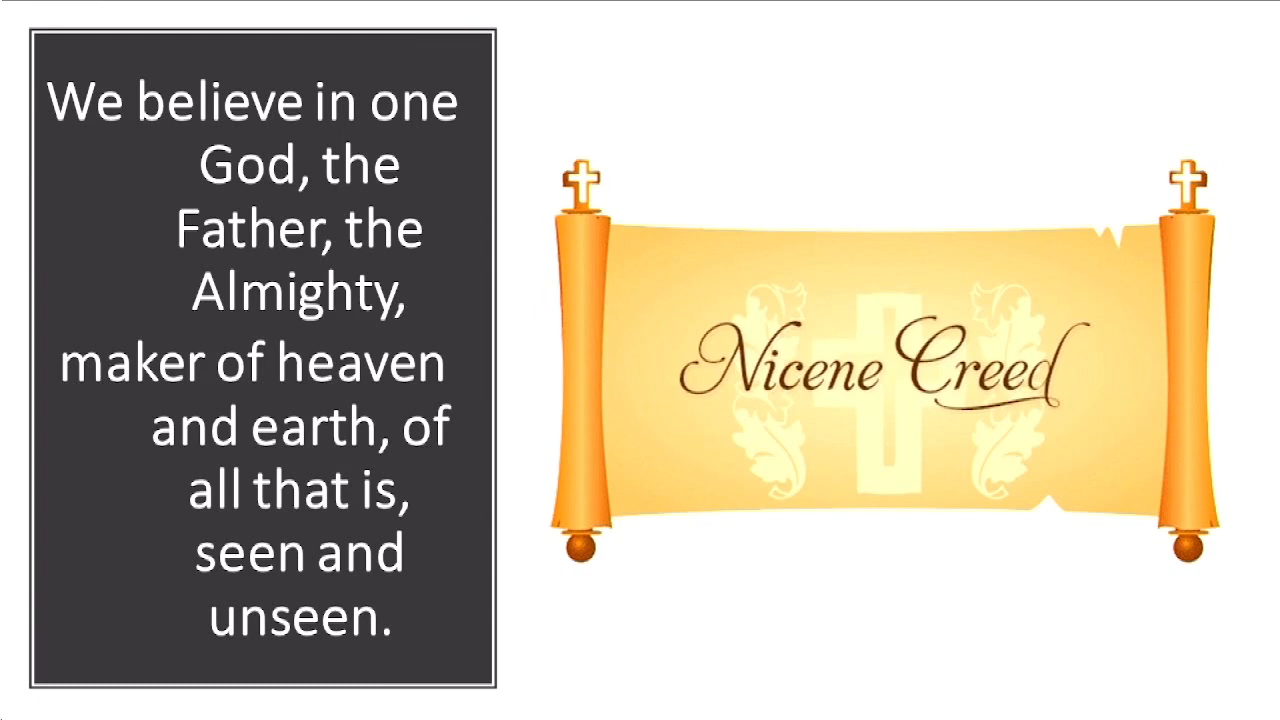 We believe in one
God, the
Father, the
Almighty,
maker of heaven
and earth, of
all that is,
seen and
unseen.
Nicene Creed